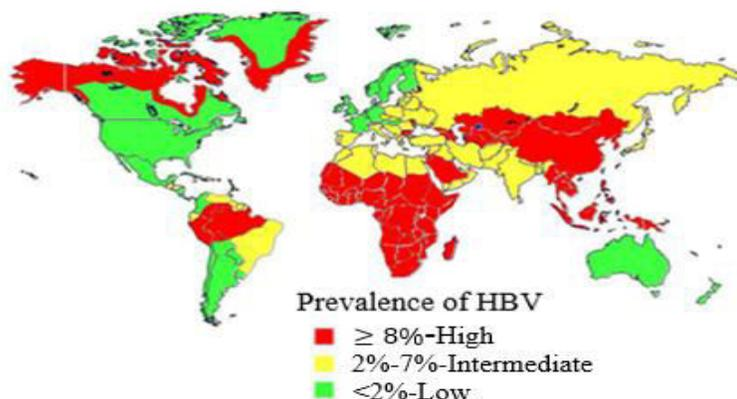 Prevalence of HBV
≥ 8%-High
2%-7%-Intermediate
<2%-Low